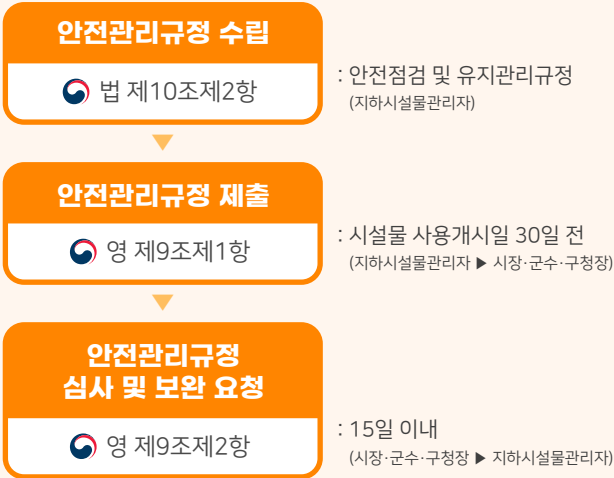 안전관리규정 수립
법 제10조제2항
: 안전점검 및 유지관리규정
(지하시설물관리자)
안전관리규정 제출
영 제9조제1항
: 시설물 사용개시일 30일 전
(지하시설물관리자 ▶ 시장·군수·구청장)
안전관리규정
심사 및 보완 요청
영 제9조제2항
: 15일 이내
(시장·군수·구청장 ▶ 지하시설물관리자)